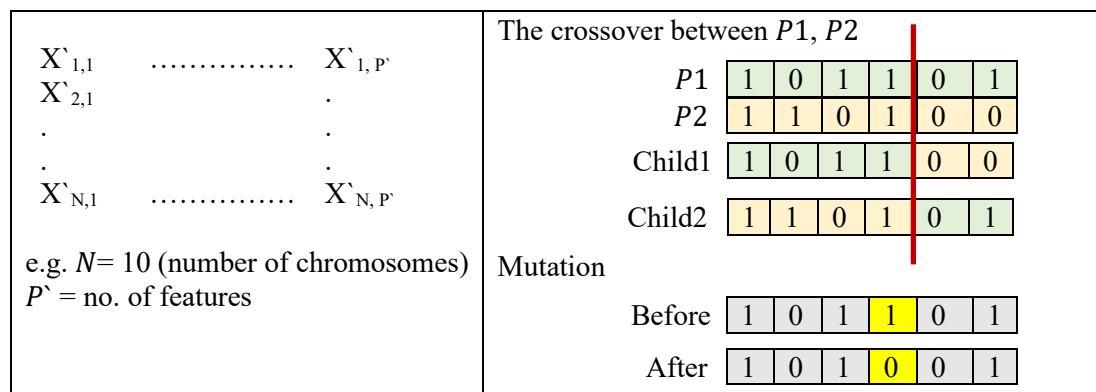 X`1,1 …………… X`1, P`
X`2,1 .
. .
. .
X`N,1 …………… X`N, P`
e.g. N= 10 (number of chromosomes)
P` = no. of features
The crossover between P1, P2
P1 1 0 1 1 0 1
P2 1 1 0 1 0 0
Child1 1 0 1 1 0 0
Child2 1 1 0 1 0 1
Mutation
Before 1 0 1 1 0 1
After 1 0 1 0 0 1